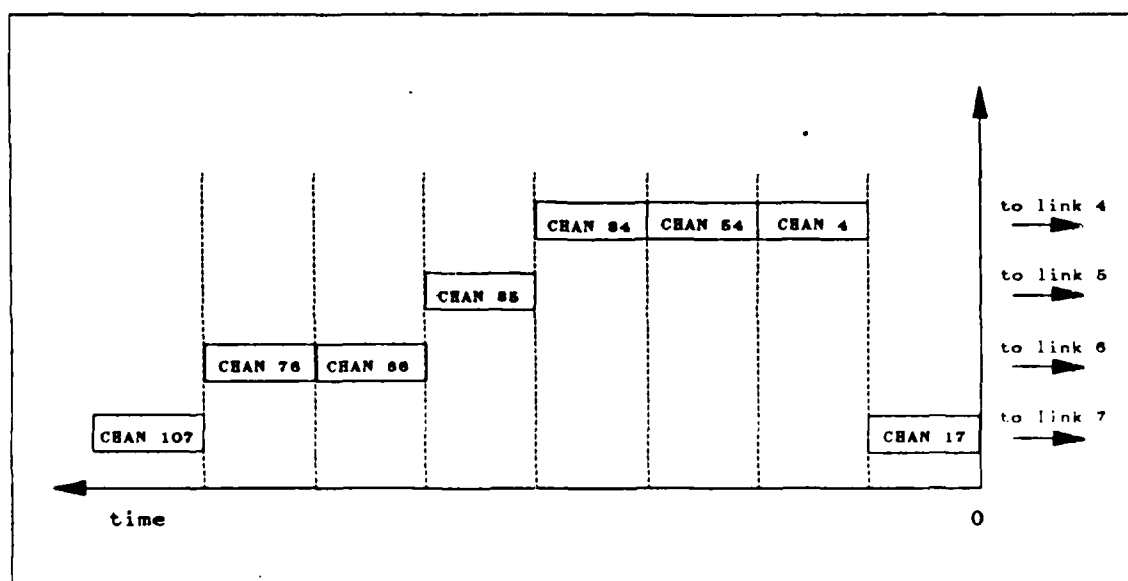 to link 4
CHAN 84 CHAN 54 CHAN 4
to link 5
CHAN 85
to link 6
CHAN 76 CHAN 66
to link 7
CHAN 107 CHAN 17
time 0